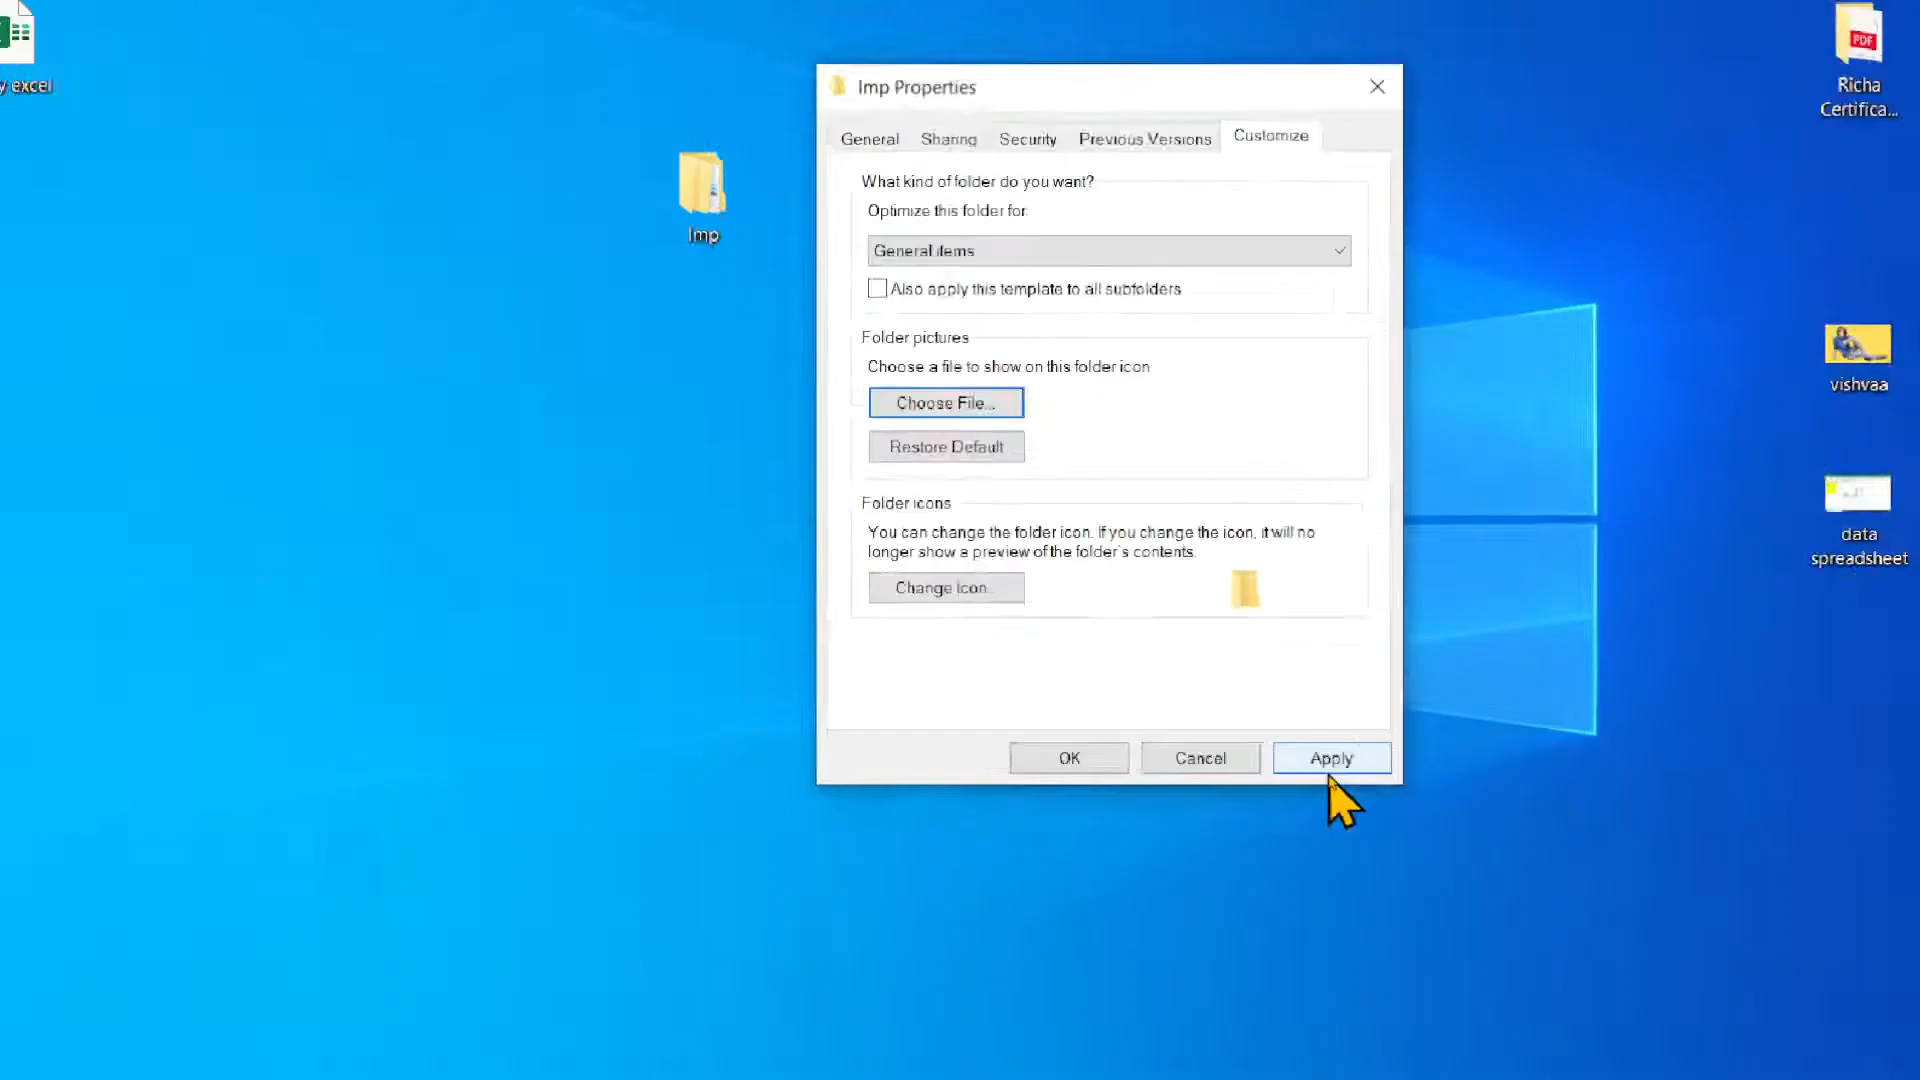 y excel
Imp
Imp Properties
General Sharing Security Previous Versions Customize
What kind of folder do you want?
Optimize this folder for:
General items
Also apply this template to all subfolders
Folder pictures
Choose a file to show on this folder icon
Choose File...
Restore Default
Folder icons
You can change the folder icon. If you change the icon, it will no
longer show a preview of the folder's contents.
Change Icon...
OK Cancel Apply
PDF
Richa
Certifica...
vishvaa
data
spreadsheet